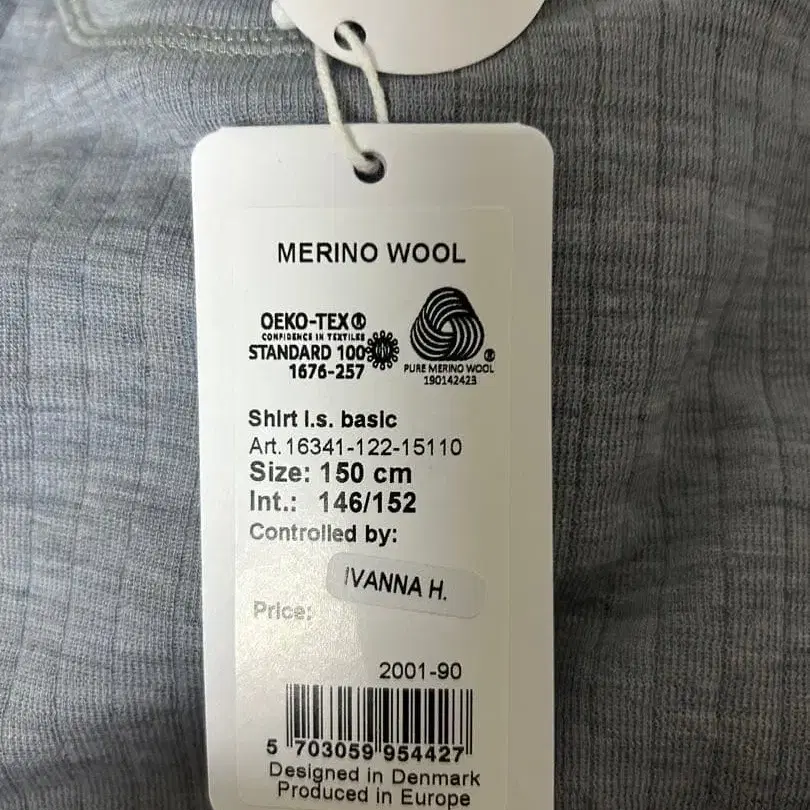 MERINO WOOL
OEKO-TEX®
CONFIDENCE IN TEXTILES
STANDARD 100
1676-257
®
PURE MERINO WOOL
190142423
Shirt l.s. basic
Art.16341-122-15110
Size: 150 cm
Int.: 146/152
Controlled by:
IVANNA H.
Price:
2001-90
5 703059 954427
Designed in Denmark
Produced in Europe